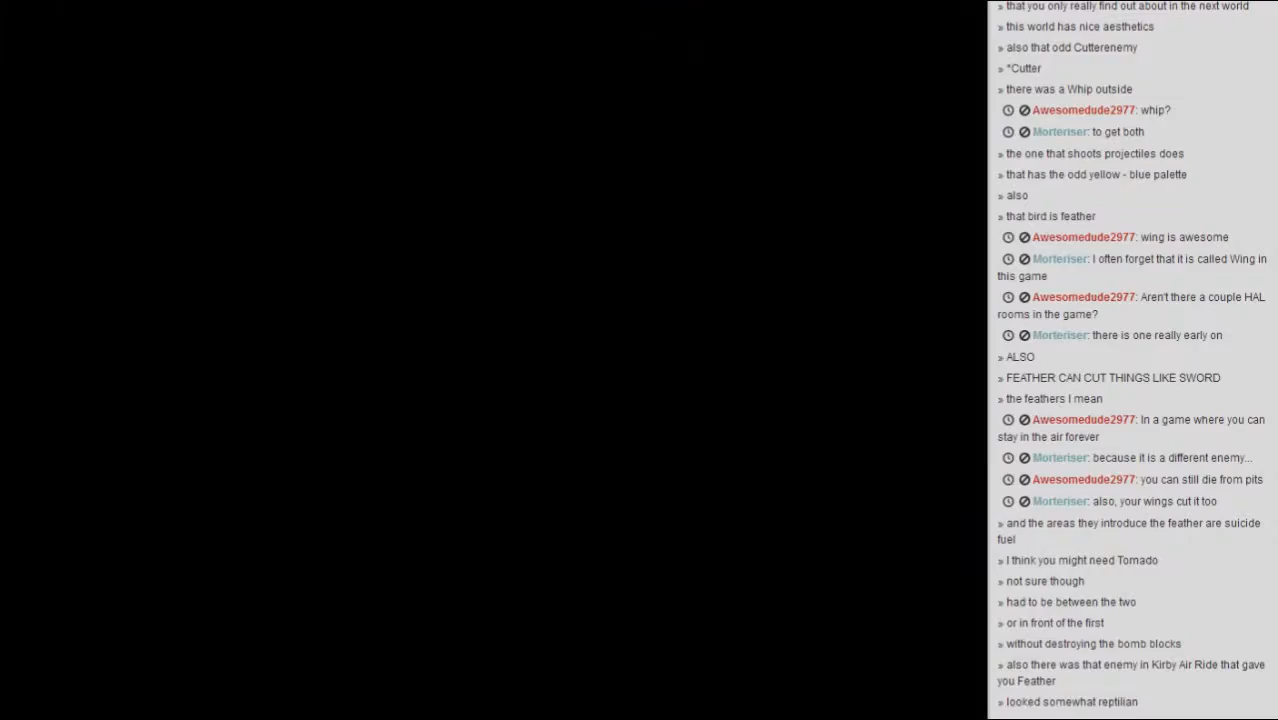 » that you only really find out about in the next world
» this world has nice aesthetics
» also that odd Cutterenemy
» *Cutter
» there was a Whip outside
Awesomedude2977: whip?
Morteriser: to get both
» the one that shoots projectiles does
» that has the odd yellow - blue palette
» also
» that bird is feather
Awesomedude2977: wing is awesome
Morteriser: I often forget that it is called Wing in
this game
Awesomedude2977: Aren't there a couple HAL
rooms in the game?
Morteriser: there is one really early on
» ALSO
» FEATHER CAN CUT THINGS LIKE SWORD
» the feathers I mean
Awesomedude2977: In a game where you can
stay in the air forever
Morteriser: because it is a different enemy...
Awesomedude2977: you can still die from pits
Morteriser: also, your wings cut it too
» and the areas they introduce the feather are suicide
fuel
» I think you might need Tornado
» not sure though
» had to be between the two
» or in front of the first
» without destroying the bomb blocks
» also there was that enemy in Kirby Air Ride that gave
you Feather
» looked somewhat reptilian